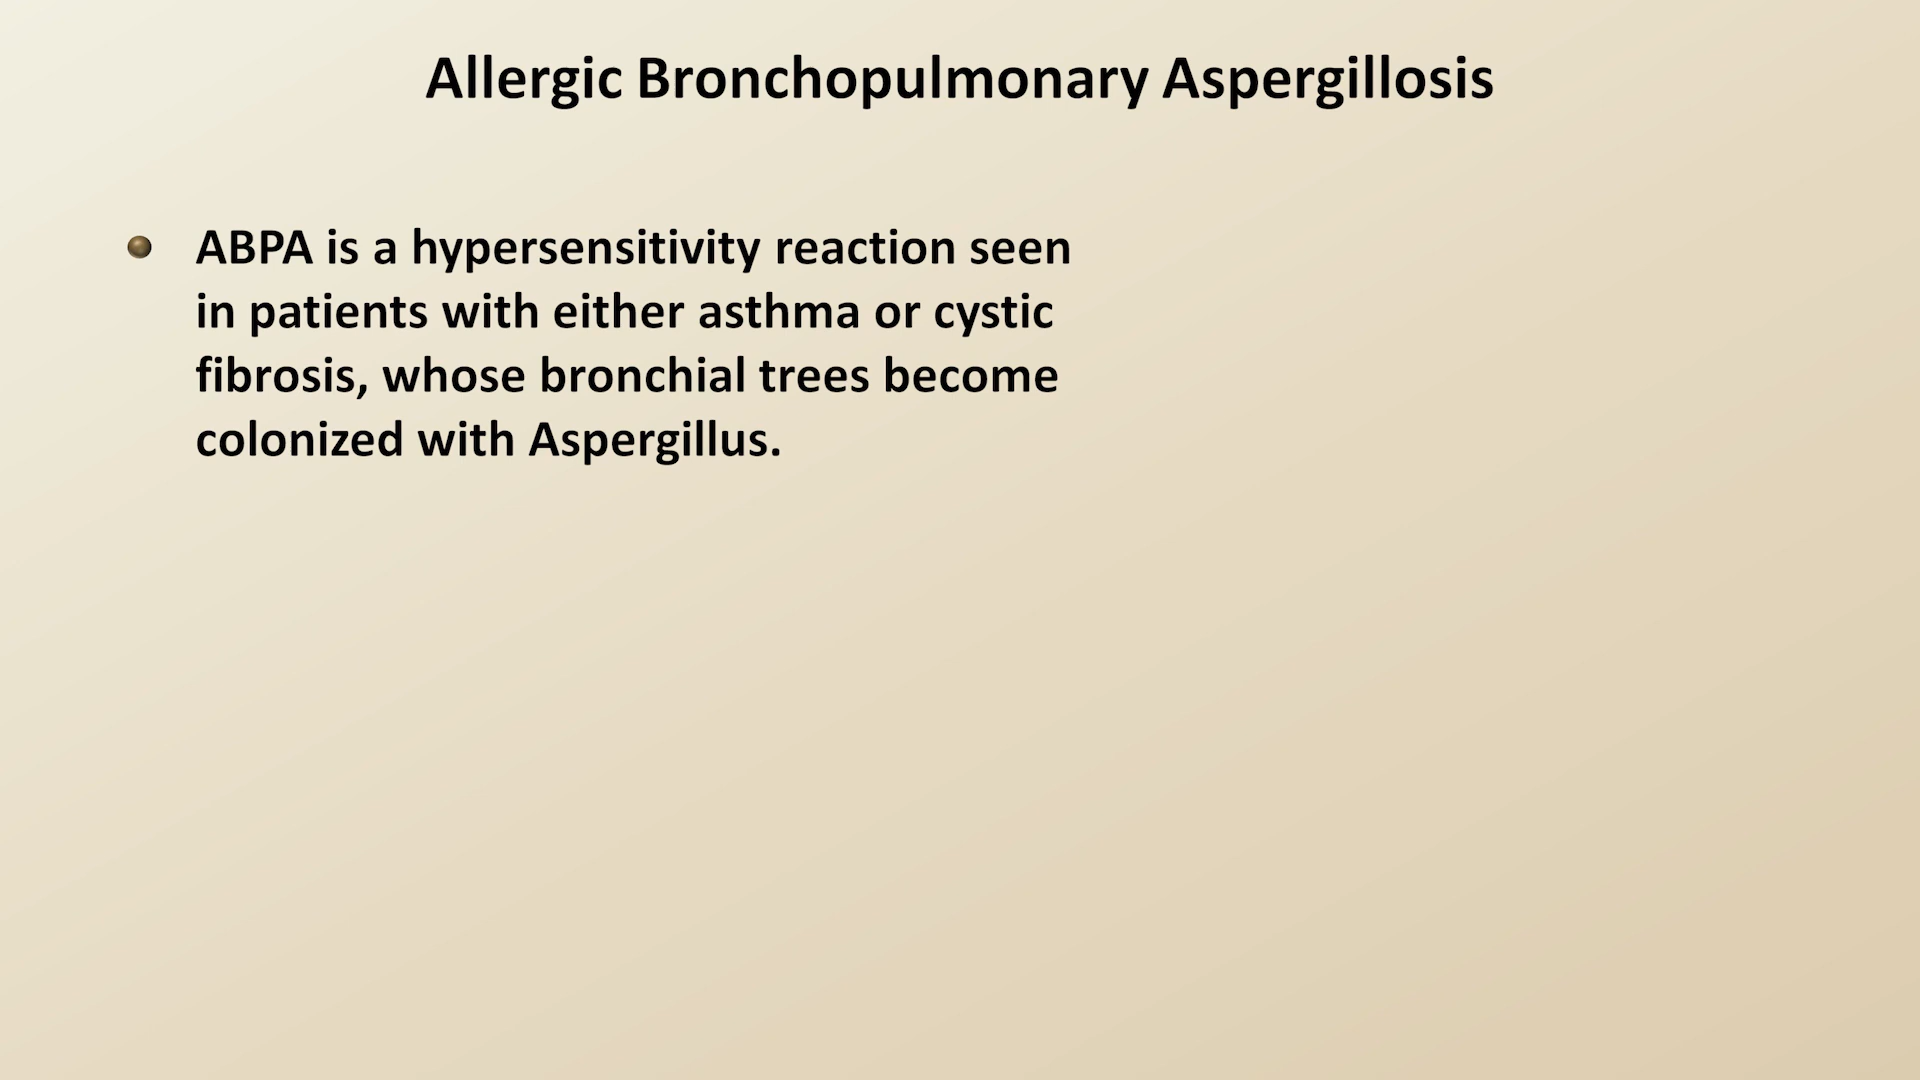 Allergic Bronchopulmonary Aspergillosis
ABPA is a hypersensitivity reaction seen
in patients with either asthma or cystic
fibrosis, whose bronchial trees become
colonized with Aspergillus.